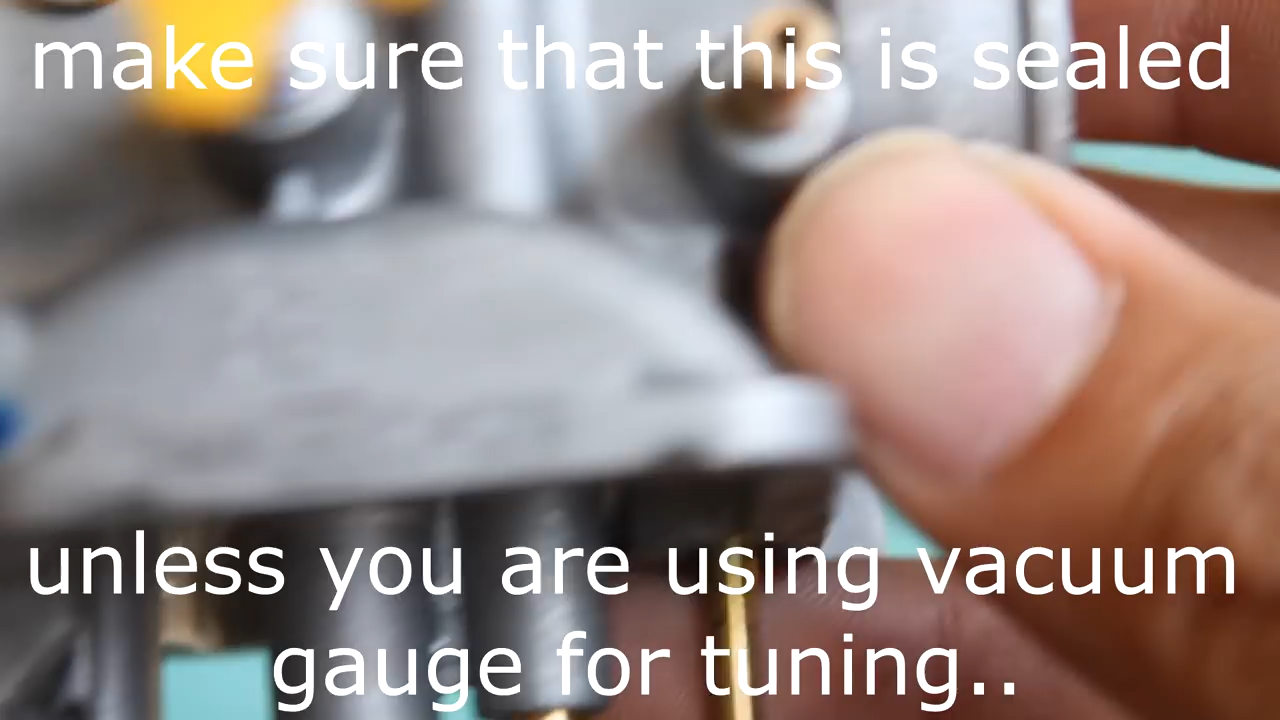 make sure that this is sealed
unless you are using vacuum
gauge for tuning..